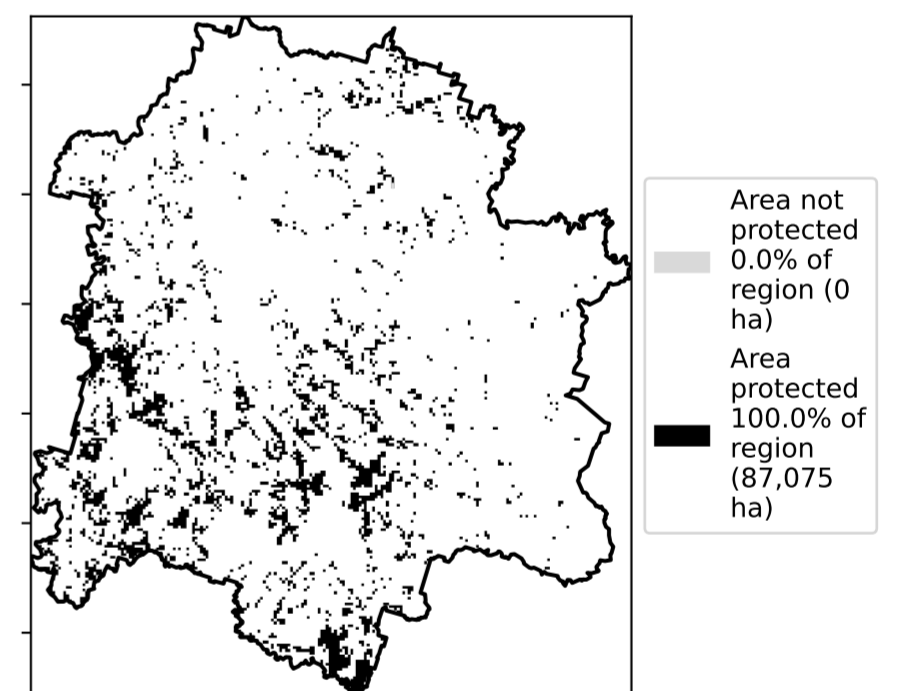 Area not
protected
0.0% of
region (0
ha)
Area
protected
100.0% of
region
(87,075
ha)